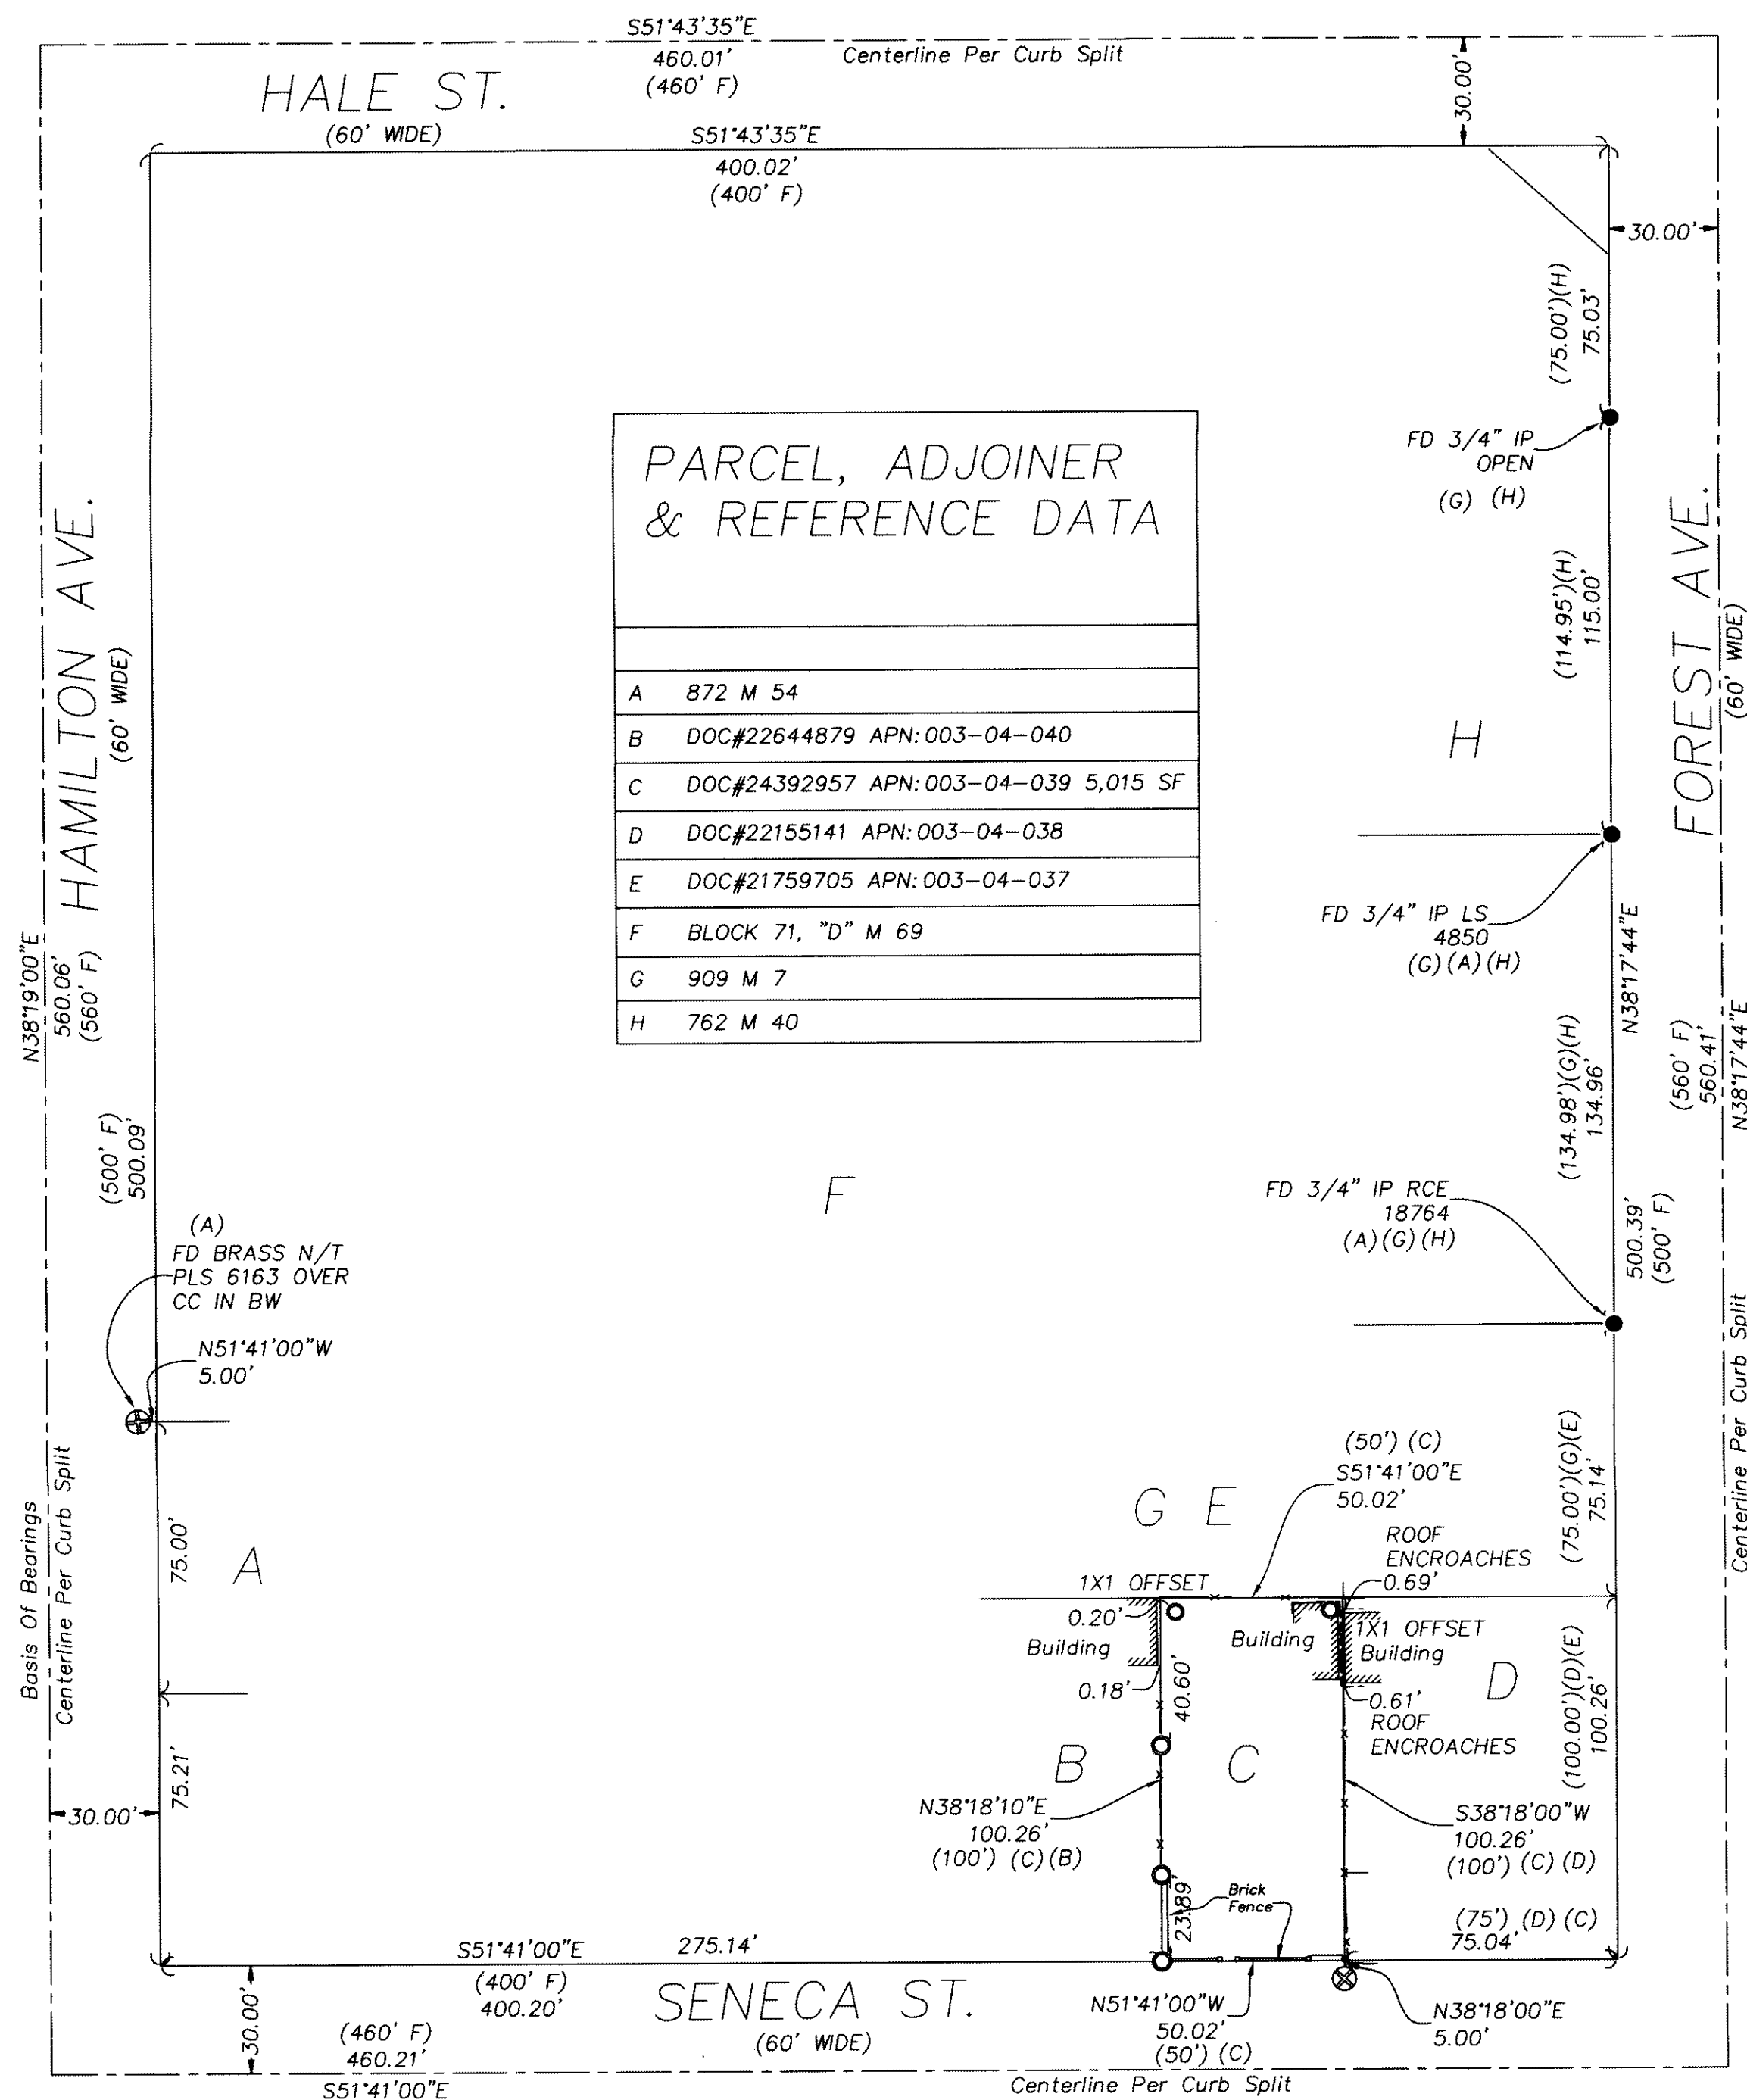 S51°43'35"E
460.01'
(460' F)
Centerline Per Curb Split
HALE ST.
(60' WIDE)
30.00'
S51°43'35"E
400.02'
(400' F)
30.00'
(75.00')(H)
75.03'
FD 3/4" IP
OPEN
(G) (H)
PARCEL, ADJOINER
& REFERENCE DATA
A 872 M 54
B DOC#22644879 APN:003-04-040
C DOC#24392957 APN:003-04-039 5,015 SF
D DOC#22155141 APN:003-04-038
E DOC#21759705 APN:003-04-037
F BLOCK 71, "D" M 69
G 909 M 7
H 762 M 40
HAMILTON AVE.
(60' WIDE)
N38°19'00"E
560.06'
(560' F)
(500' F)
500.09'
(114.95')(H)
115.00'
H
FOREST AVE.
(60' WIDE)
FD 3/4" IP LS
4850
(G)(A)(H)
N38°17'44"E
(560' F)
560.41'
N38°17'44"E
(134.98')(G)(H)
134.96'
F
FD 3/4" IP RCE
18764
(A)(G)(H)
500.39'
(500' F)
(A)
FD BRASS N/T
PLS 6163 OVER
CC IN BW
N51°41'00"W
5.00'
Basis Of Bearings
Centerline Per Curb Split
75.00'
A
75.21'
30.00'
Centerline Per Curb Split
(50') (C)
S51°41'00"E
50.02'
(75.00')(G)(E)
75.14'
G E
ROOF
ENCROACHES
0.69'
1X1 OFFSET
0.20'
Building
Building
1X1 OFFSET
Building
0.18'
40.60'
D
0.61'
ROOF
ENCROACHES
(100.00')(D)(E)
100.26'
B
C
N38°18'10"E
100.26'
(100') (C)(B)
S38°18'00"W
100.26'
(100') (C)(D)
23.89'
Brick
Fence
(75') (D) (C)
75.04'
S51°41'00"E
275.14'
(400' F)
400.20'
SENECA ST.
(60' WIDE)
N51°41'00"W
50.02'
(50') (C)
N38°18'00"E
5.00'
30.00'
(460' F)
460.21'
S51°41'00"E
Centerline Per Curb Split